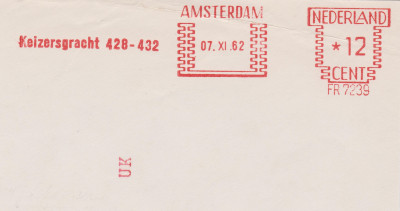 Keizersgracht 428-432
AMSTERDAM
07. XI. 62
NEDERLAND
* 12
CENT
FR 7239
UK